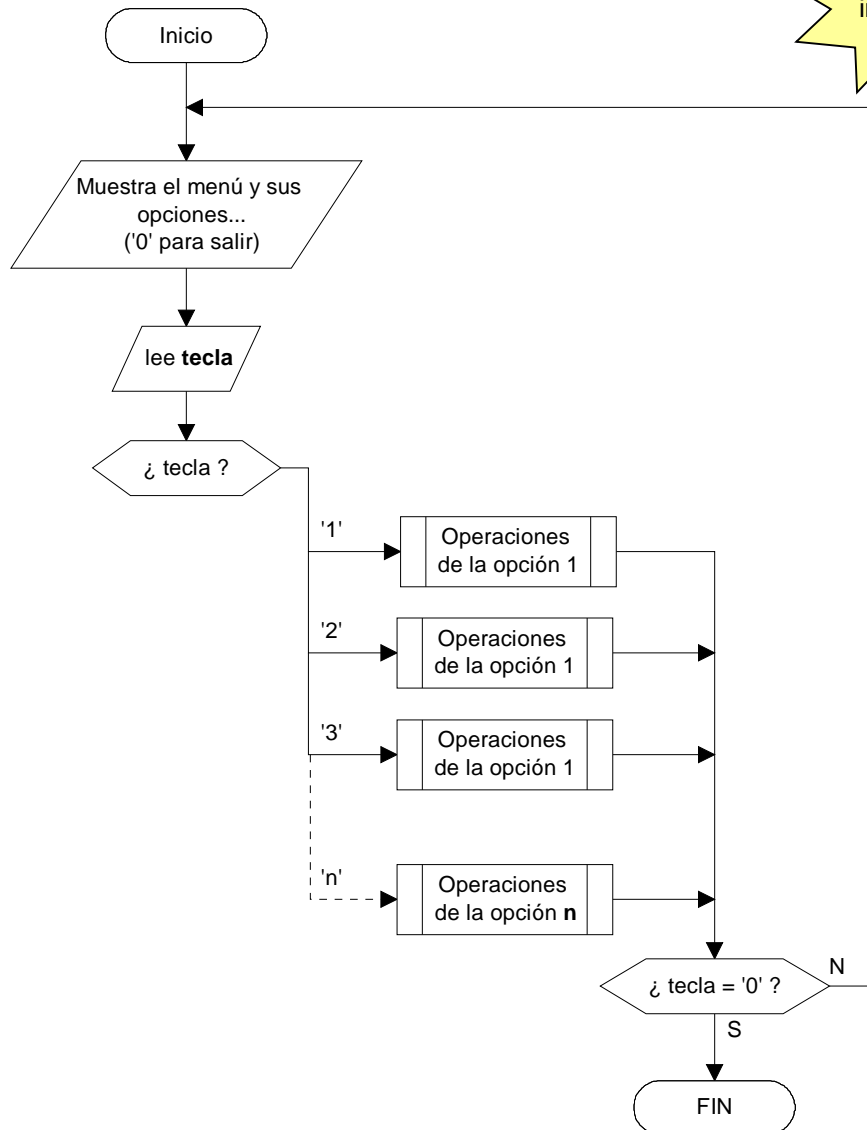 Inicio
Muestra el menú y sus
opciones...
('0' para salir)
lee tecla
¿ tecla ?
'1'
Operaciones
de la opción 1
'2'
Operaciones
de la opción 1
'3'
Operaciones
de la opción 1
'n'
Operaciones
de la opción n
¿ tecla = '0' ?
N
S
FIN